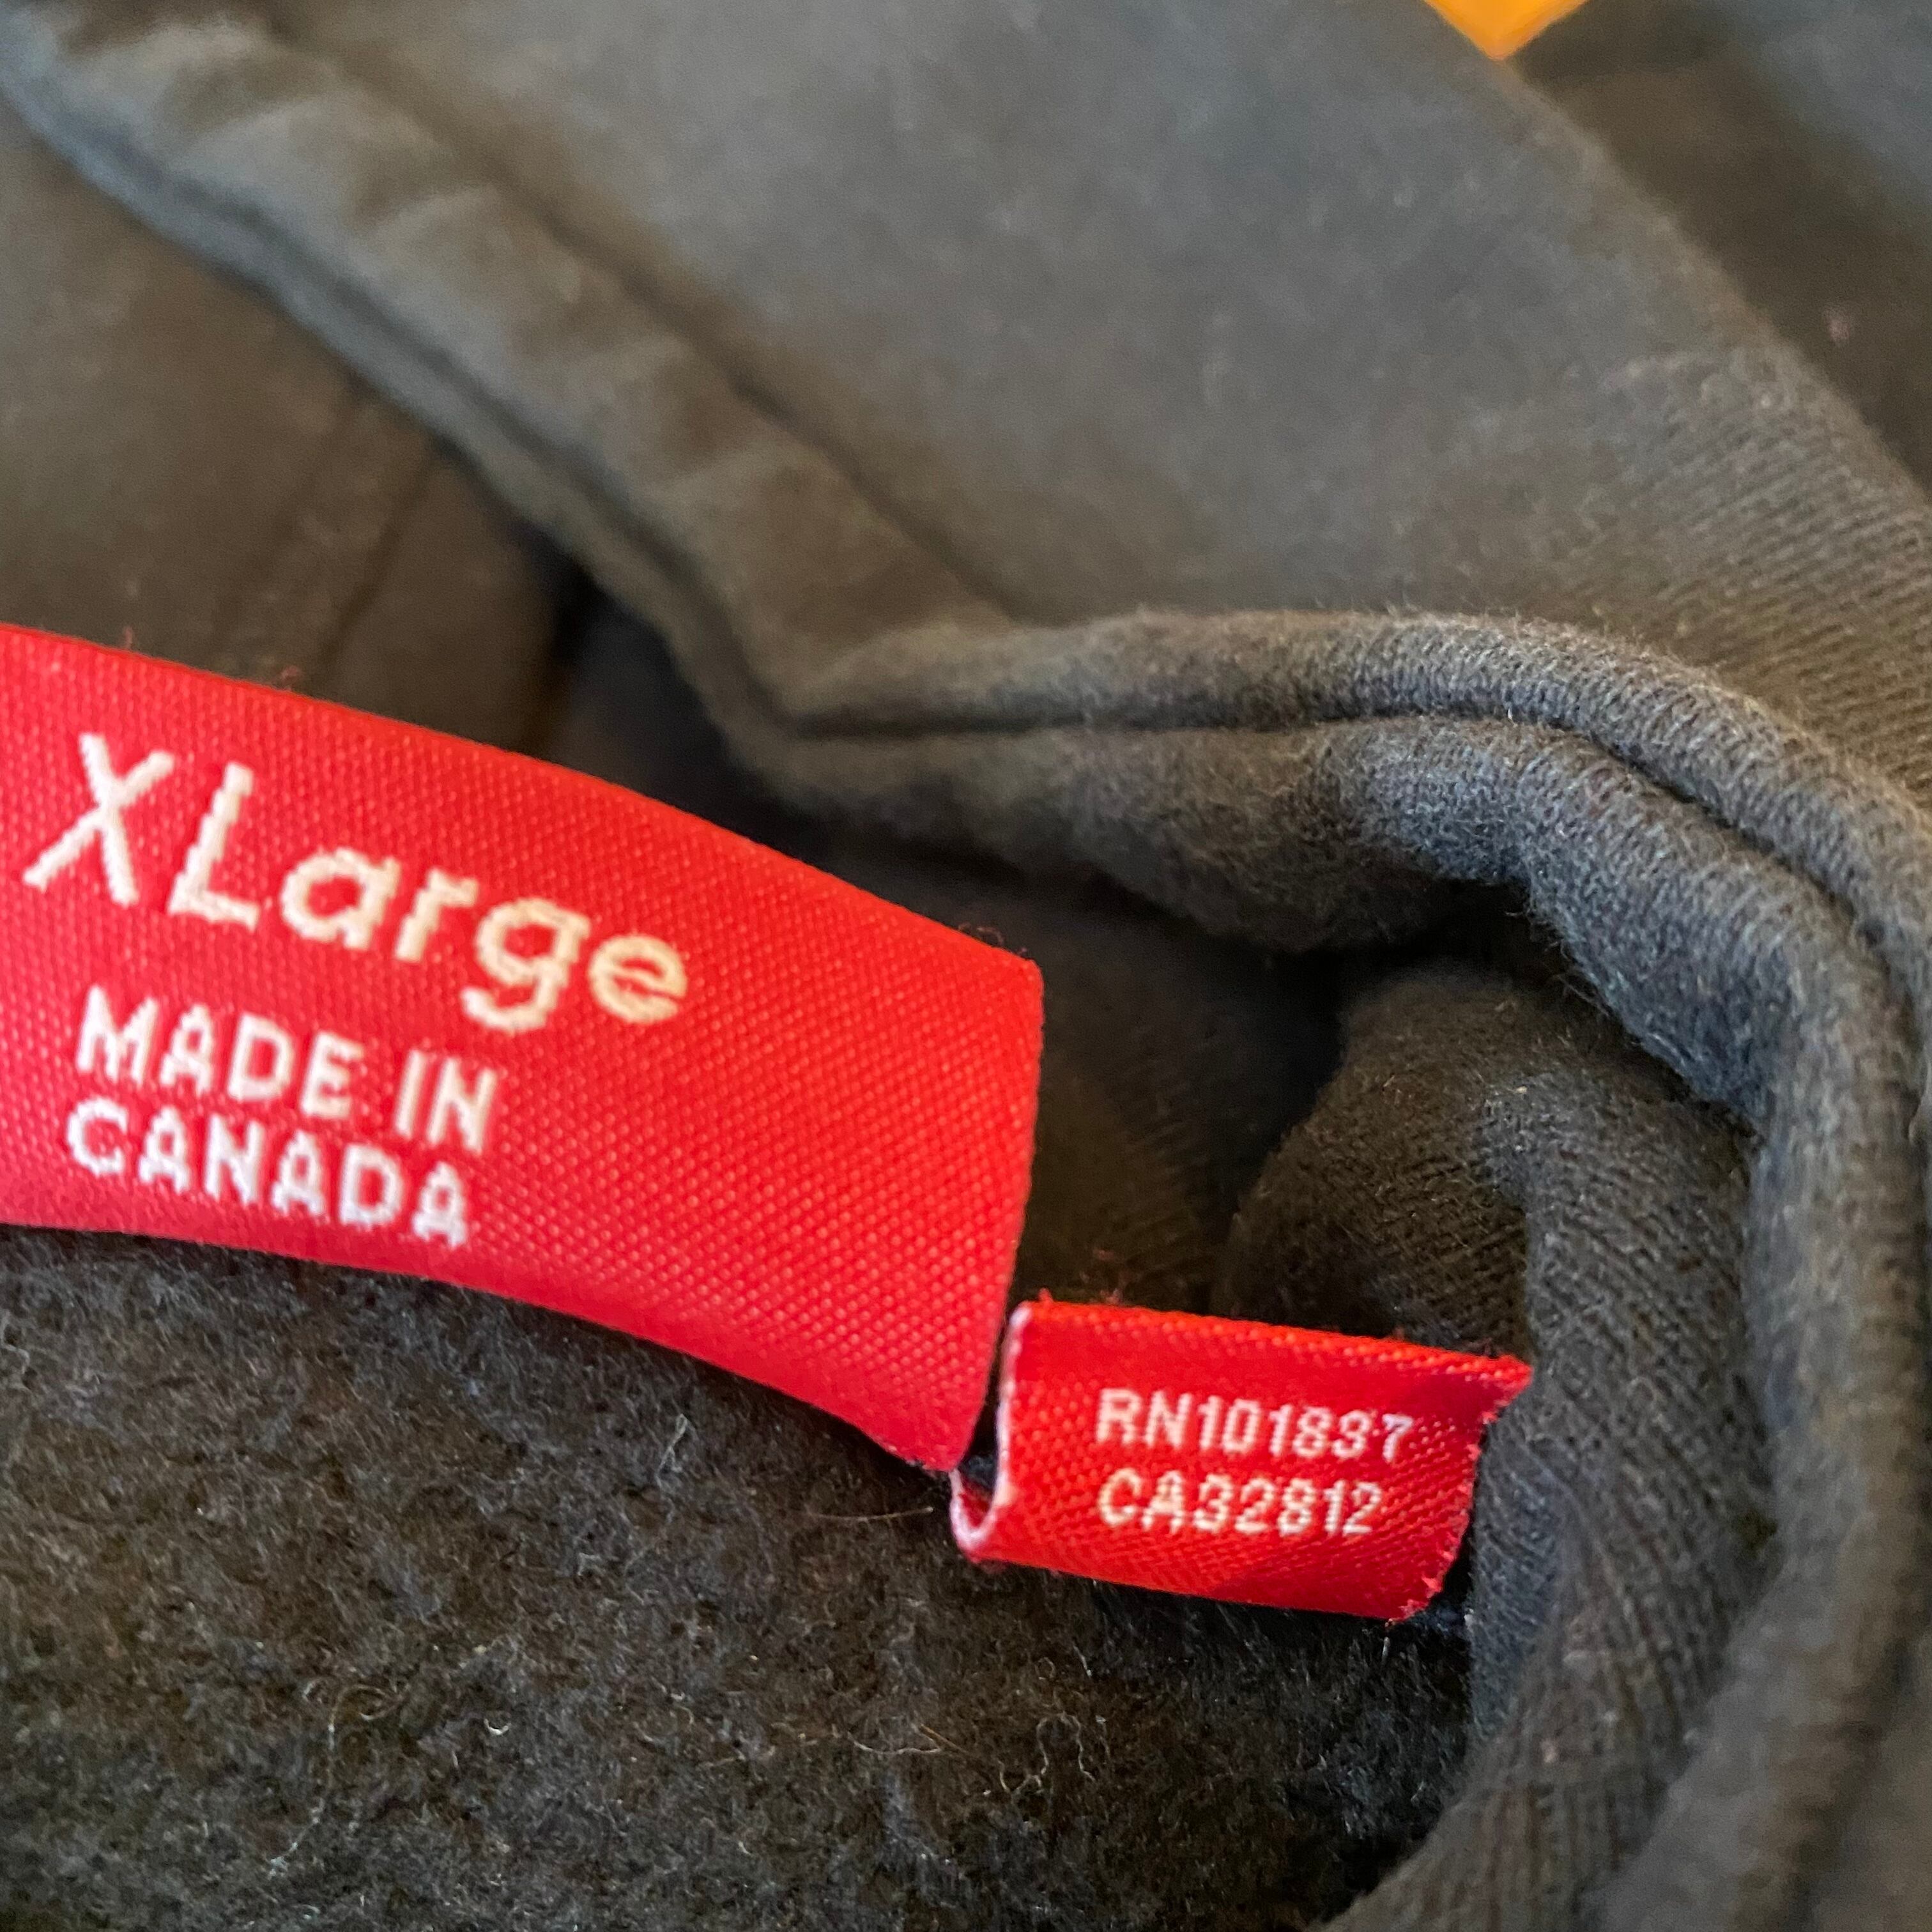 XLarge
MADE IN
CANADA
RN101837
CA32812